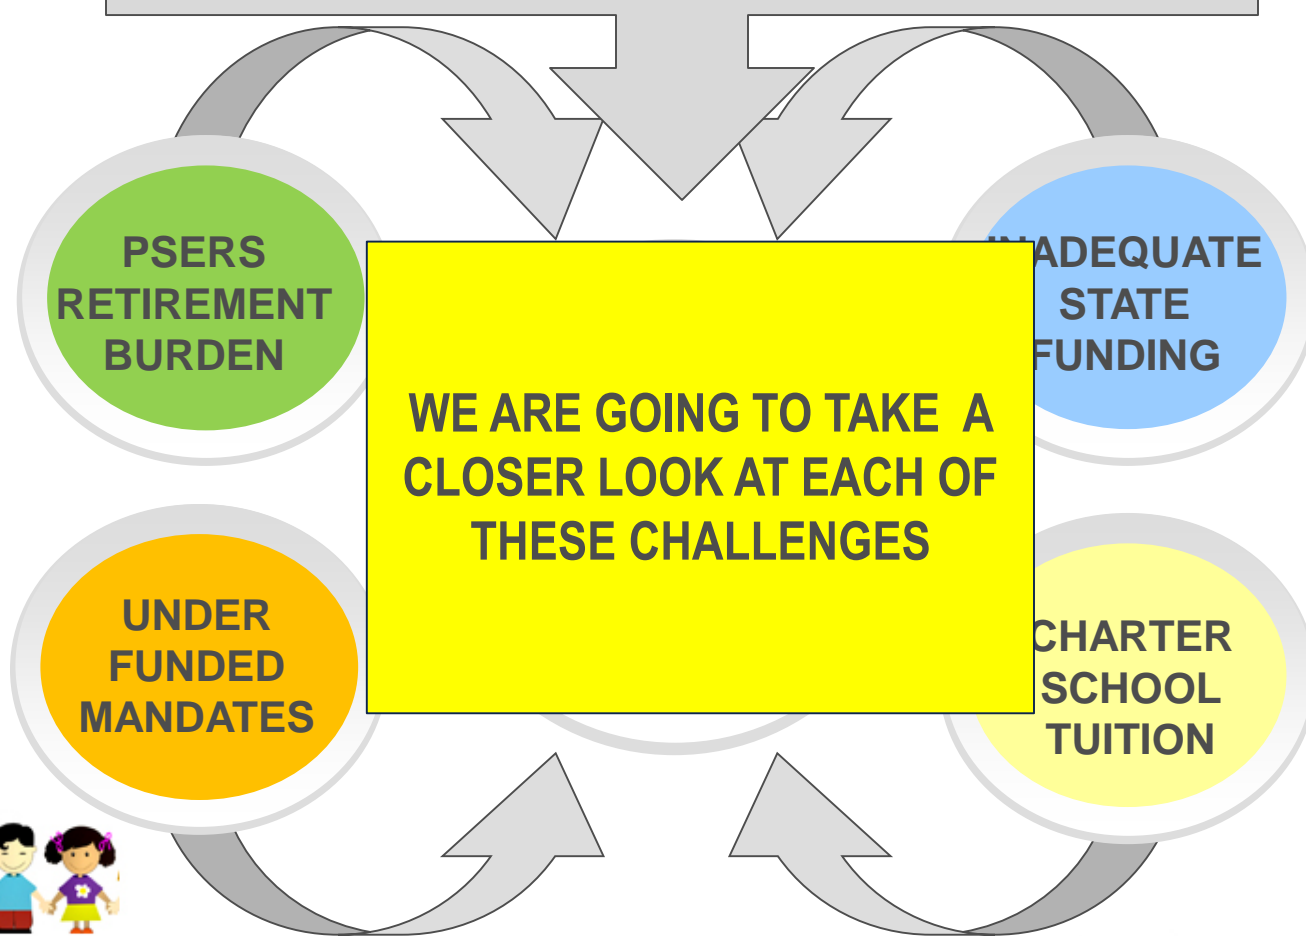 PSERS
RETIREMENT
BURDEN
INADEQUATE
STATE
FUNDING
WE ARE GOING TO TAKE A
CLOSER LOOK AT EACH OF
THESE CHALLENGES
UNDER
FUNDED
MANDATES
CHARTER
SCHOOL
TUITION